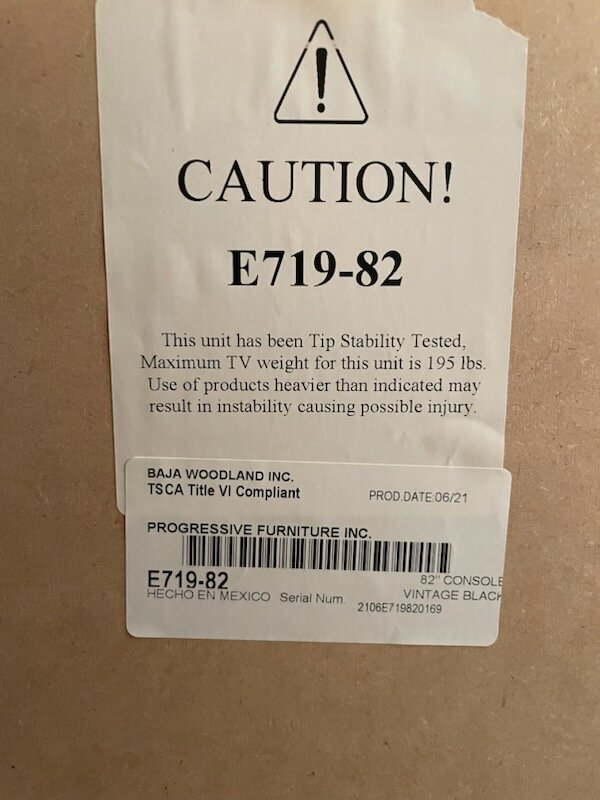 CAUTION!
E719-82
This unit has been Tip Stability Tested,
Maximum TV weight for this unit is 195 lbs.
Use of products heavier than indicated may
result in instability causing possible injury.
BAJA WOODLAND INC.
TSCA Title VI Compliant
PROD.DATE:06/21
PROGRESSIVE FURNITURE INC.
E719-82
82" CONSOLE
HECHO EN MEXICO Serial Num.
VINTAGE BLACK
2106E719820169